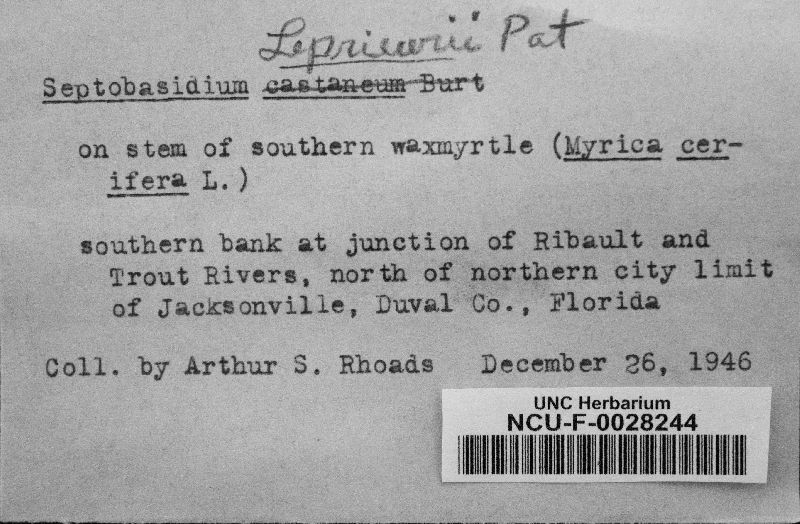 Leprieurii Pat
Septobasidium castaneum Burt
on stem of southern waxmyrtle (Myrica cer-
ifera L.)
southern bank at junction of Ribault and
Trout Rivers, north of northern city limit
of Jacksonville, Duval Co., Florida
Coll. by Arthur S. Rhoads December 26, 1946
UNC Herbarium
NCU-F-0028244